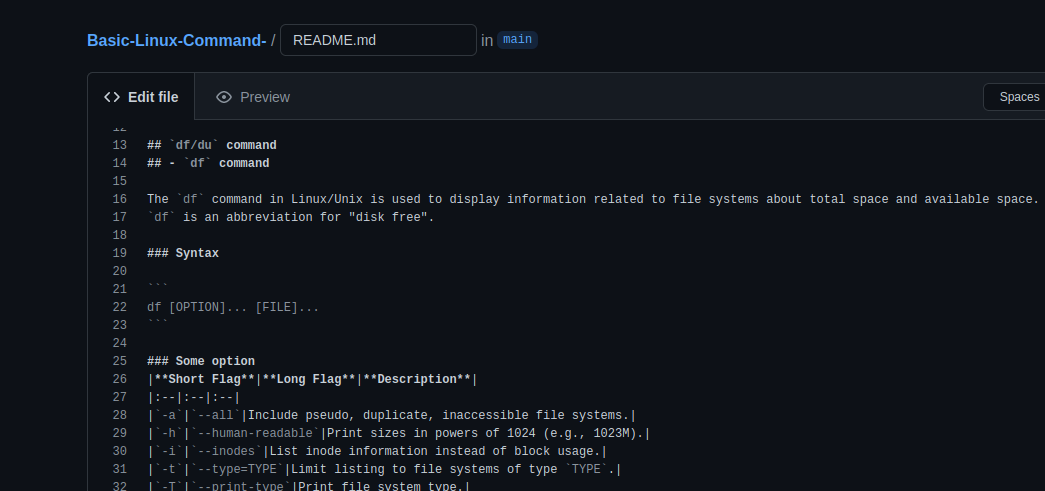 Basic-Linux-Command- / README.md in main
Edit file Preview Spaces
12
13 ## `df/du` command
14 ## - `df` command
15
16 The `df` command in Linux/Unix is used to display information related to file systems about total space and available space.
17 `df` is an abbreviation for "disk free".
18
19 ### Syntax
20
21 ```
22 df [OPTION]... [FILE]...
23 ```
24
25 ### Some option
26 |**Short Flag**|**Long Flag**|**Description**|
27 |:--|:--|:--|
28 |`-a`|`--all`|Include pseudo, duplicate, inaccessible file systems.|
29 |`-h`|`--human-readable`|Print sizes in powers of 1024 (e.g., 1023M).|
30 |`-i`|`--inodes`|List inode information instead of block usage.|
31 |`-t`|`--type=TYPE`|Limit listing to file systems of type `TYPE`.|
32 |`-T`|`--print-type`|Print file system type.|